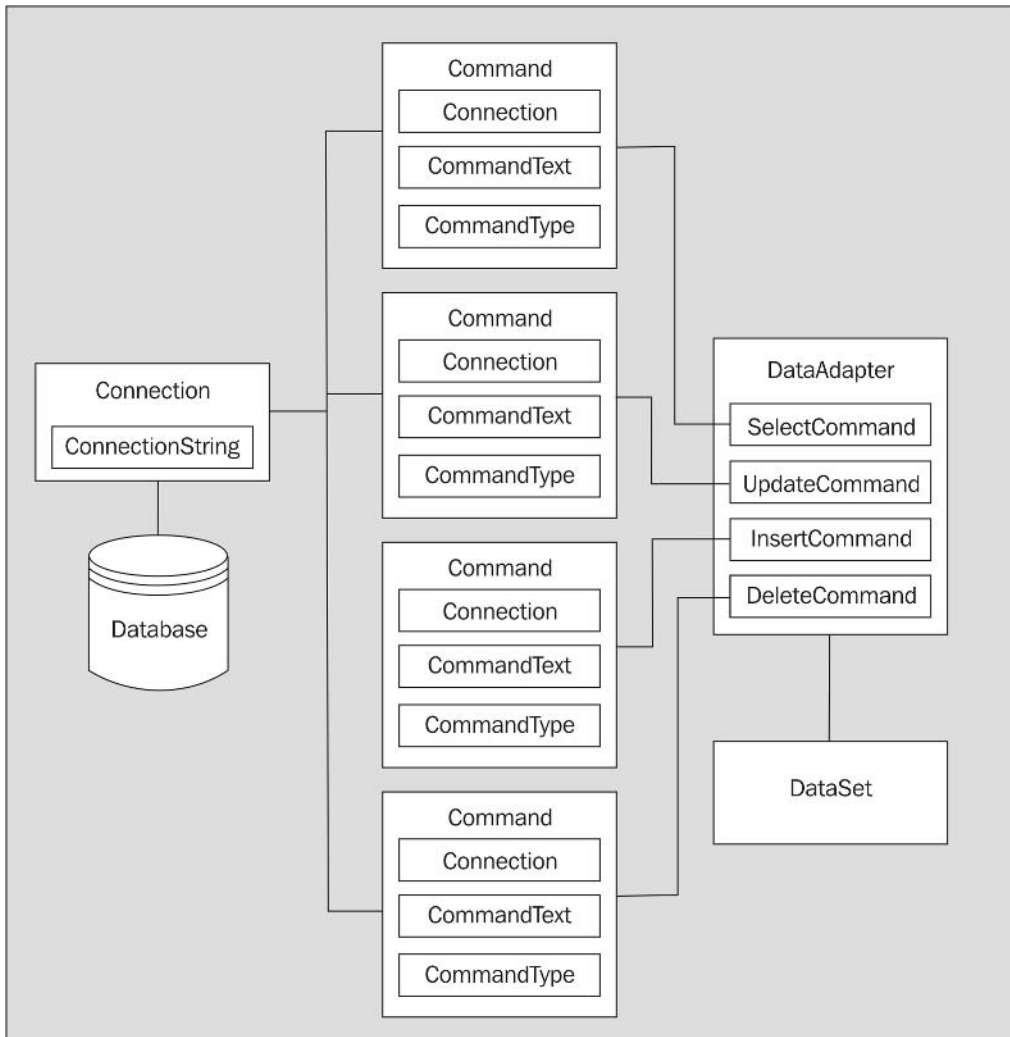 Connection
ConnectionString
Database
Command
Connection
CommandText
CommandType
Command
Connection
CommandText
CommandType
Command
Connection
CommandText
CommandType
Command
Connection
CommandText
CommandType
DataAdapter
SelectCommand
UpdateCommand
InsertCommand
DeleteCommand
DataSet